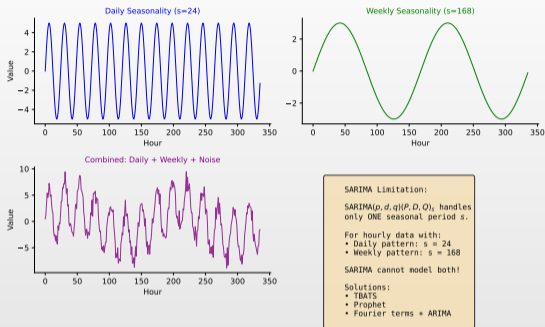 Daily Seasonality (s=24)
4
2
0
−2
−4
Value
0 50 100 150 200 250 300 350
Hour
Weekly Seasonality (s=168)
2
0
−2
0 50 100 150 200 250 300 350
Hour
Combined: Daily + Weekly + Noise
10
5
0
−5
Value
0 50 100 150 200 250 300 350
Hour
SARIMA Limitation:
SARIMA(p, d, q)(P, D, Q)s handles
only ONE seasonal period s.
For hourly data with:
• Daily pattern: s = 24
• Weekly pattern: s = 168
SARIMA cannot model both!
Solutions:
• TBATS
• Prophet
• Fourier terms + ARIMA